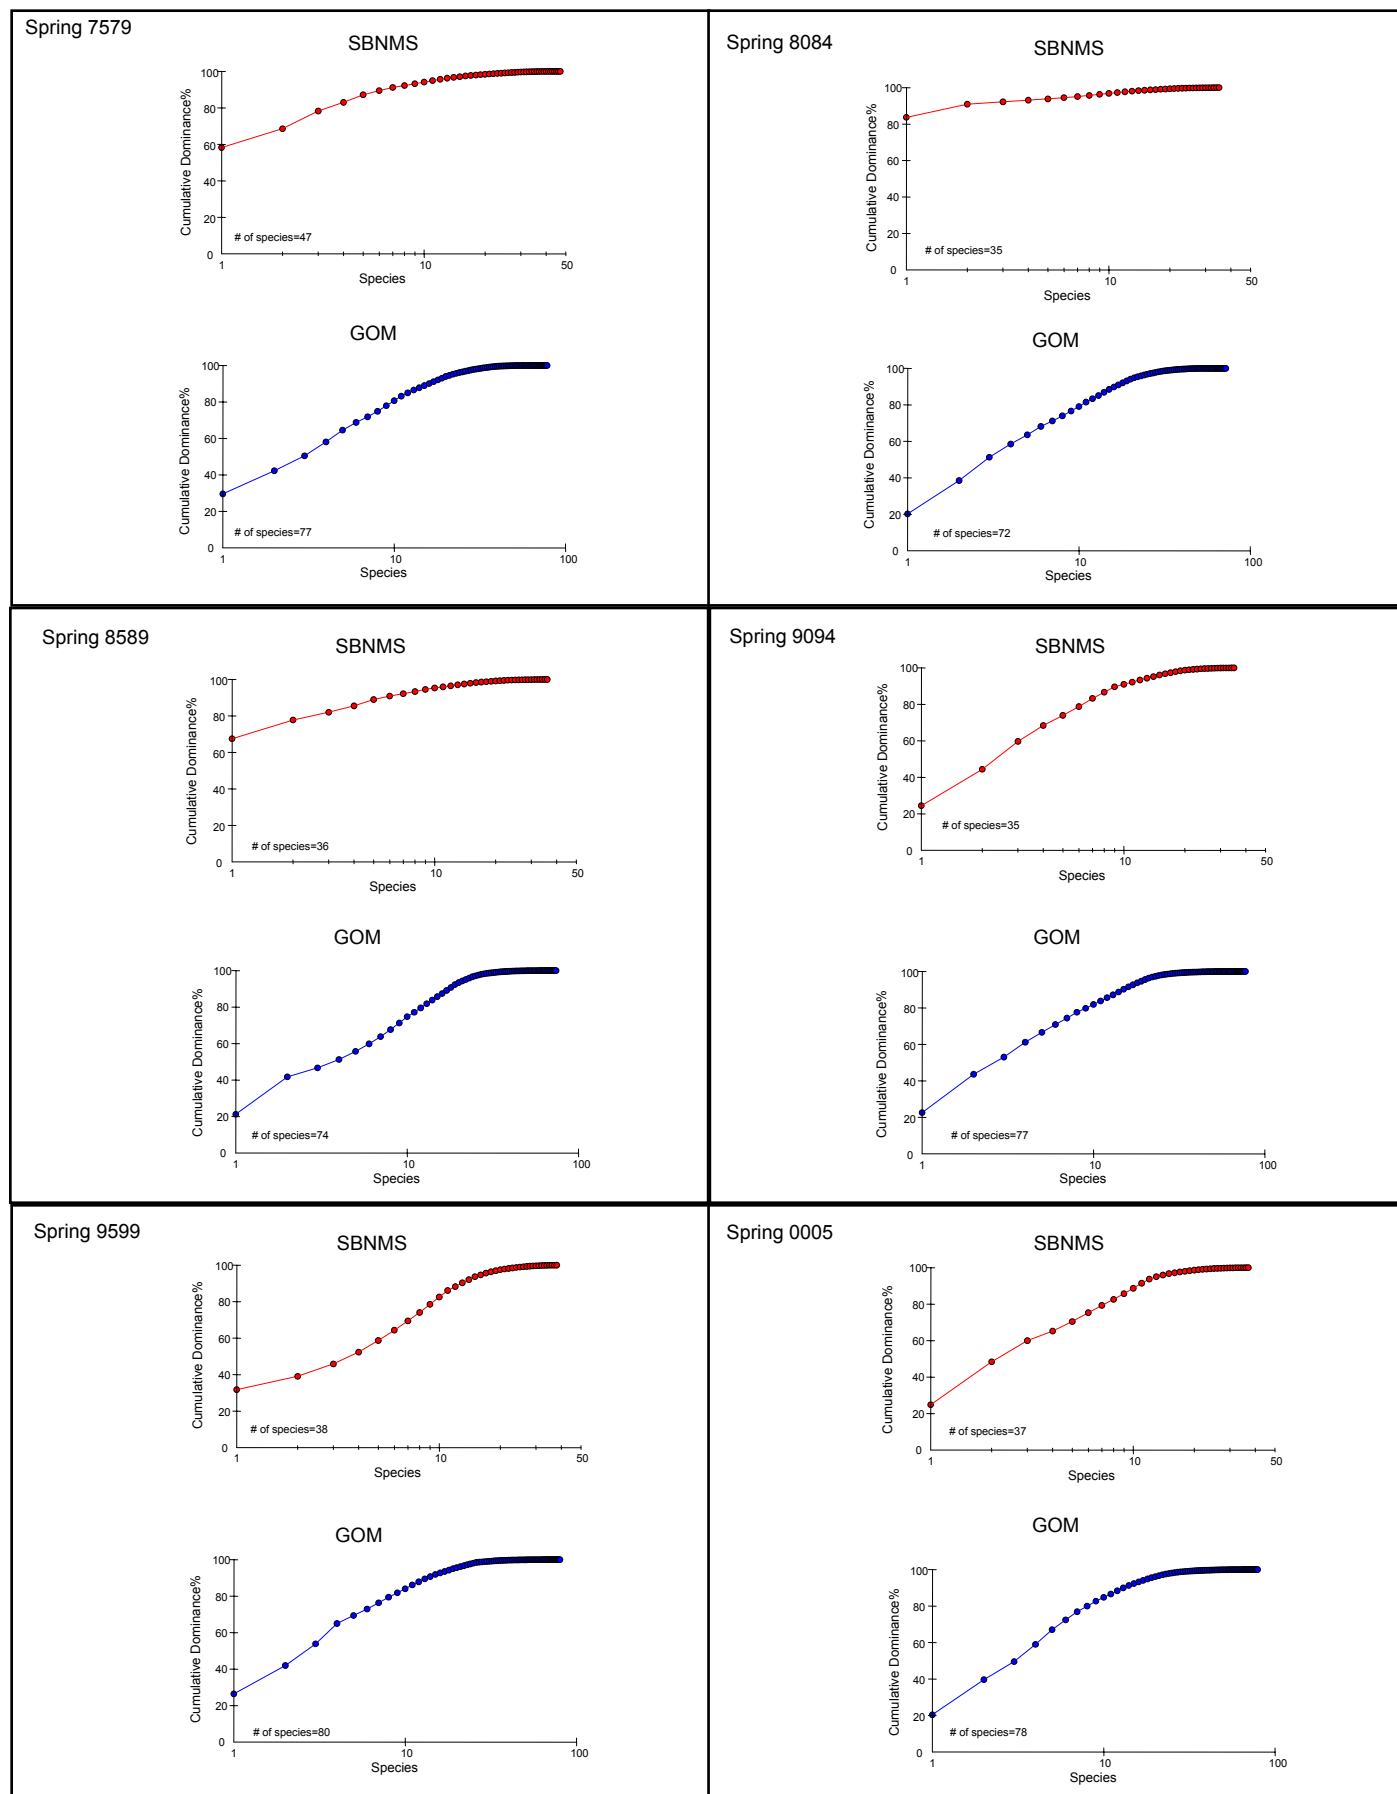 Spring 7579
SBNMS
Cumulative Dominance%
100
80
60
40
20
0
# of species=47
1
10
50
Species
GOM
Cumulative Dominance%
100
80
60
40
20
0
# of species=77
1
10
100
Species
Spring 8084
SBNMS
Cumulative Dominance%
100
80
60
40
20
0
# of species=35
1
10
50
Species
GOM
Cumulative Dominance%
100
80
60
40
20
0
# of species=72
1
10
100
Species
Spring 8589
SBNMS
Cumulative Dominance%
100
80
60
40
20
0
# of species=36
1
10
50
Species
GOM
Cumulative Dominance%
100
80
60
40
20
0
# of species=74
1
10
100
Species
Spring 9094
SBNMS
Cumulative Dominance%
100
80
60
40
20
0
# of species=35
1
10
50
Species
GOM
Cumulative Dominance%
100
80
60
40
20
0
# of species=77
1
10
100
Species
Spring 9599
SBNMS
Cumulative Dominance%
100
80
60
40
20
0
# of species=38
1
10
50
Species
GOM
Cumulative Dominance%
100
80
60
40
20
0
# of species=80
1
10
100
Species
Spring 0005
SBNMS
Cumulative Dominance%
100
80
60
40
20
0
# of species=37
1
10
50
Species
GOM
Cumulative Dominance%
100
80
60
40
20
0
# of species=78
1
10
100
Species